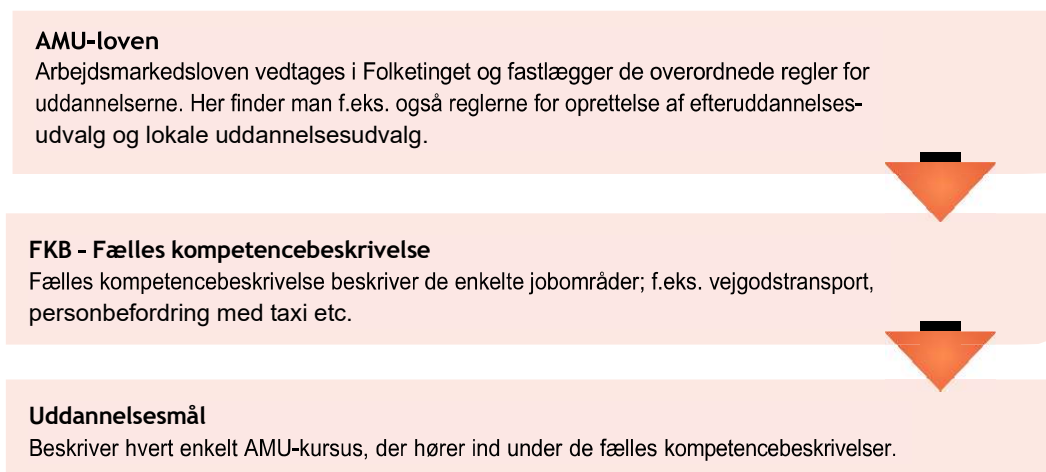 AMU-loven
Arbejdsmarkedsloven vedtages i Folketinget og fastlægger de overordnede regler for
uddannelserne. Her finder man f.eks. også reglerne for oprettelse af efteruddannelses-
udvalg og lokale uddannelsesudvalg.
FKB - Fælles kompetencebeskrivelse
Fælles kompetencebeskrivelse beskriver de enkelte jobområder; f.eks. vejgodstransport,
personbefordring med taxi etc.
Uddannelsesmål
Beskriver hvert enkelt AMU-kursus, der hører ind under de fælles kompetencebeskrivelser.